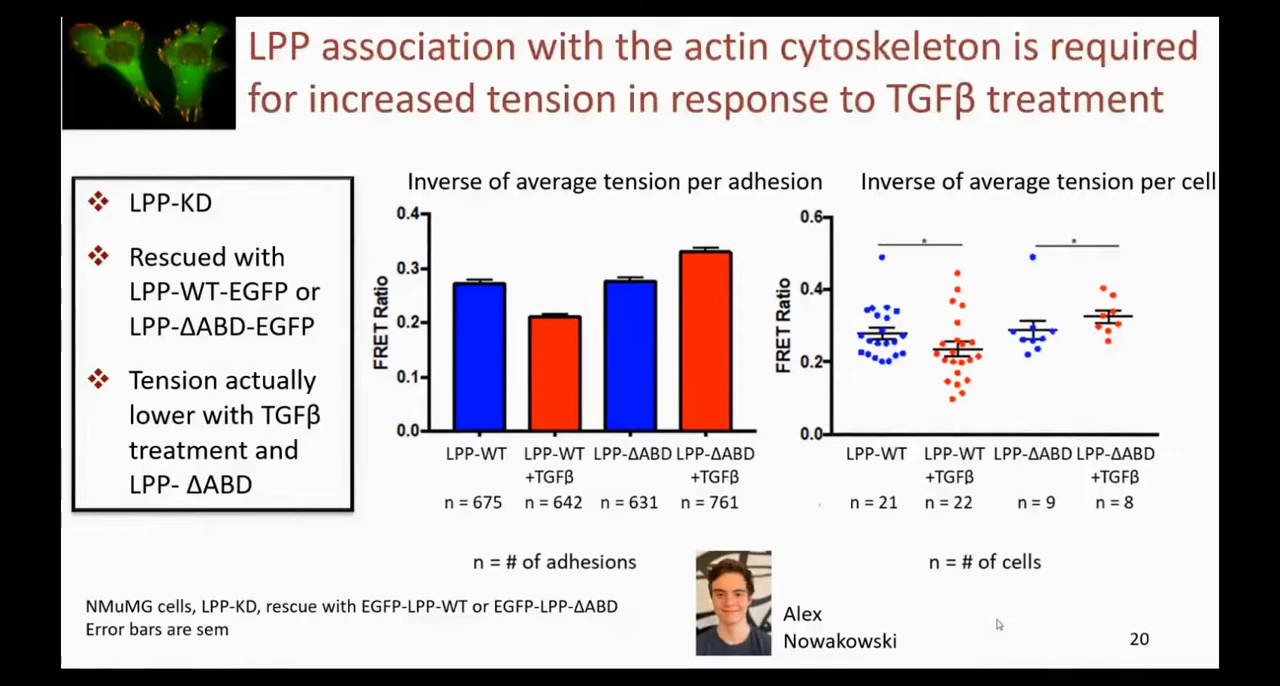 LPP association with the actin cytoskeleton is required
for increased tension in response to TGFβ treatment
❖ LPP-KD
❖ Rescued with
LPP-WT-EGFP or
LPP-ΔABD-EGFP
❖ Tension actually
lower with TGFβ
treatment and
LPP- ΔABD
Inverse of average tension per adhesion
FRET Ratio
0.4
0.3
0.2
0.1
0.0
LPP-WT LPP-WT LPP-ΔABD LPP-ΔABD
+TGFβ +TGFβ
n = 675 n = 642 n = 631 n = 761
n = # of adhesions
Inverse of average tension per cell
FRET Ratio
0.6
0.4
0.2
0.0
* *
LPP-WT LPP-WT LPP-ΔABD LPP-ΔABD
+TGFβ +TGFβ
n = 21 n = 22 n = 9 n = 8
n = # of cells
NMuMG cells, LPP-KD, rescue with EGFP-LPP-WT or EGFP-LPP-ΔABD
Error bars are sem
Alex
Nowakowski
20